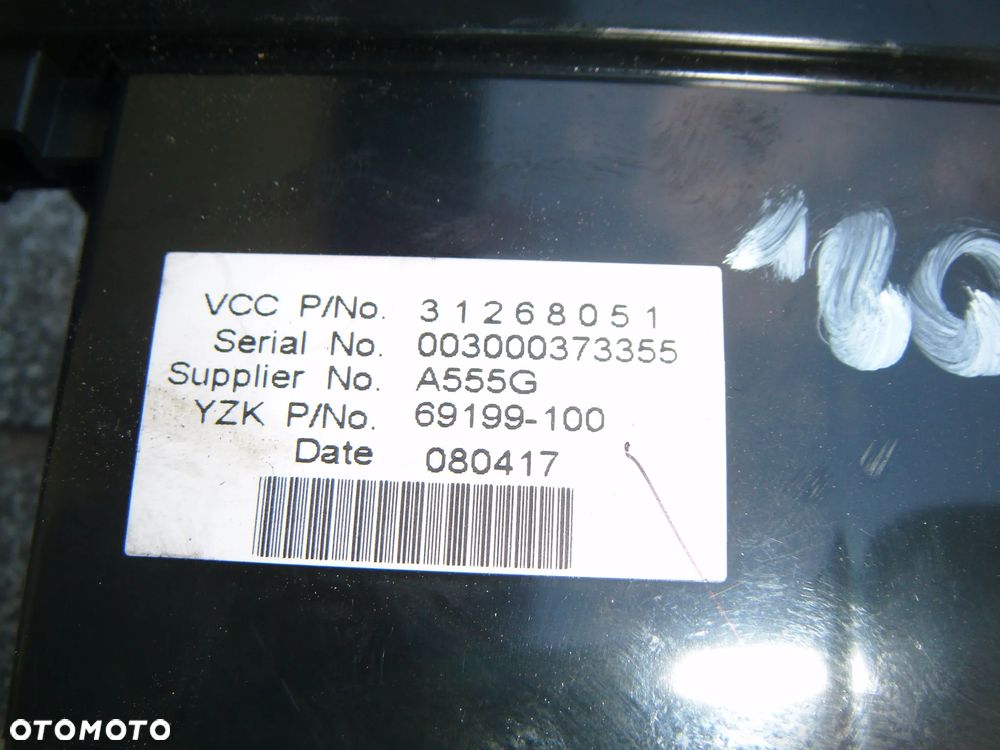 VCC P/No. 31268051
Serial No. 003000373355
Supplier No. A555G
YZK P/No. 69199-100
Date 080417
OTOMOTO